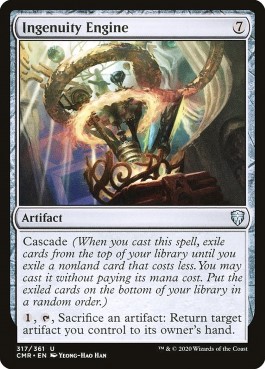 Ingenuity Engine 7
Artifact
Cascade (When you cast this spell, exile
cards from the top of your library until you
exile a nonland card that costs less. You may
cast it without paying its mana cost. Put the
exiled cards on the bottom of your library in
a random order.)
1, , Sacrifice an artifact: Return target
artifact you control to its owner's hand.
317/361 U
CMR • EN Yeong-Hao Han
™ & © 2020 Wizards of the Coast